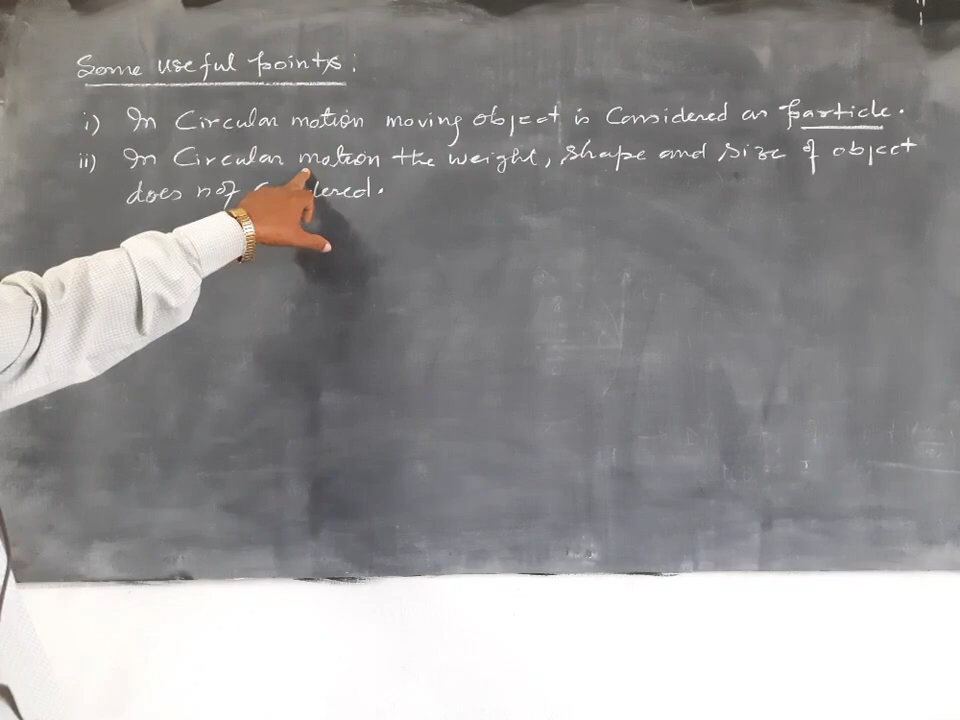 Some useful points:
i) In Circular motion moving object is Considered as particle.
ii) In Circular motion the weight, shape and size of object
does not